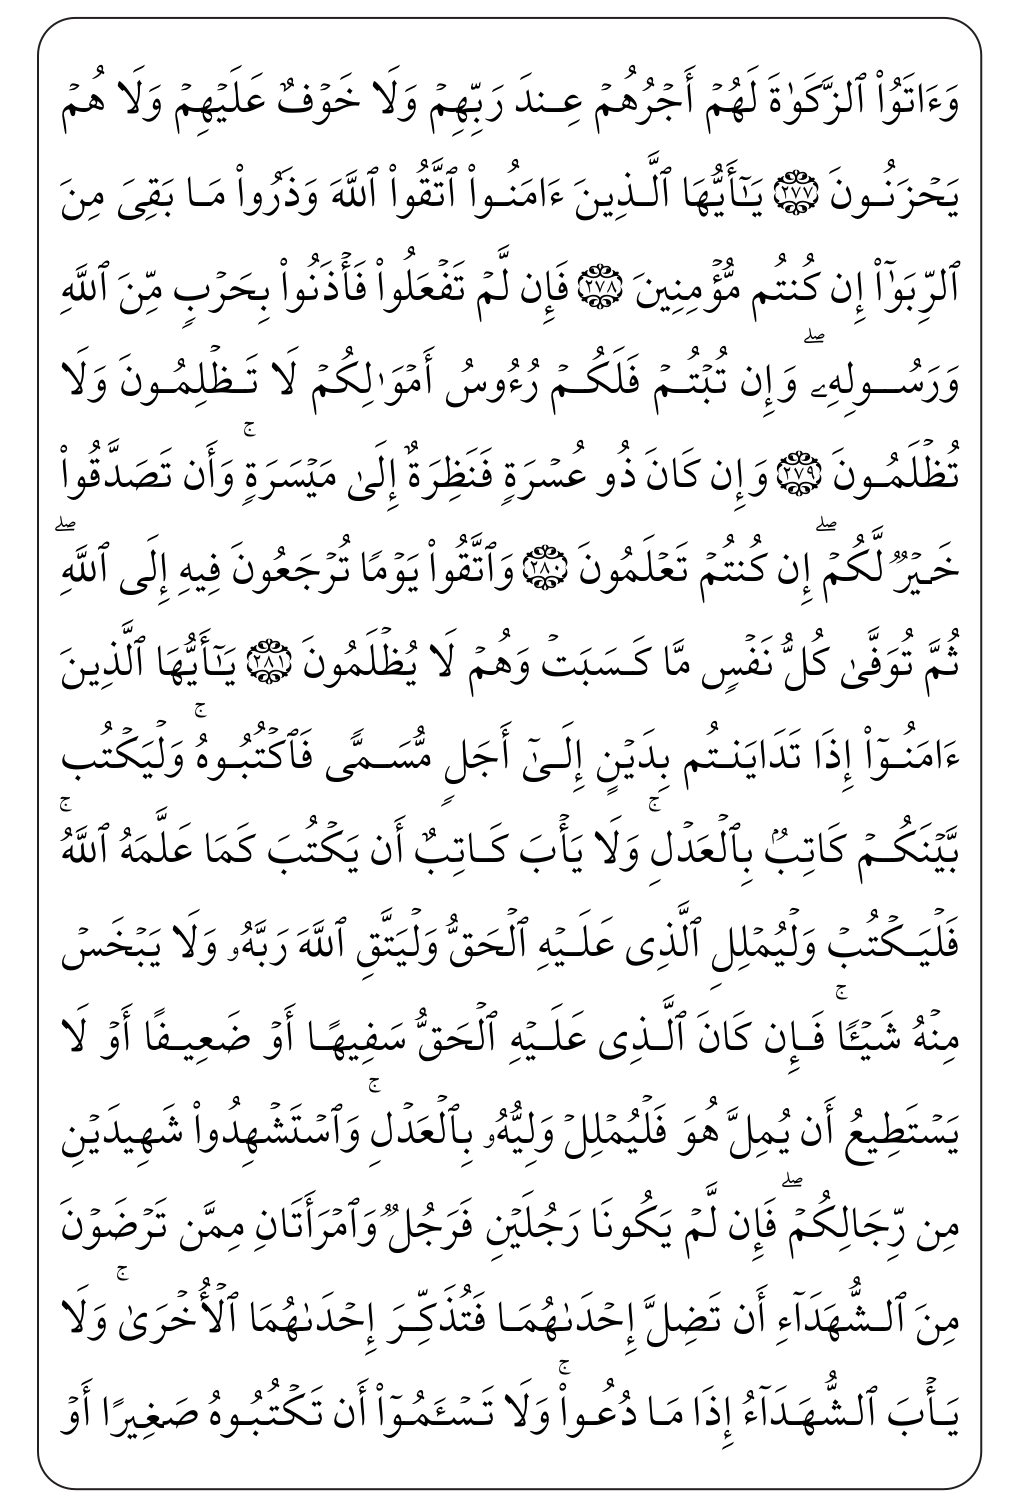 وَءَاتَوُا۟ ٱلزَّكَوٰةَ لَهُمۡ أَجۡرُهُمۡ عِندَ رَبِّهِمۡ وَلَا خَوۡفٌ عَلَيۡهِمۡ وَلَا هُمۡ
يَحۡزَنُونَ ٢٧٧ يَـٰٓأَيُّهَا ٱلَّذِينَ ءَامَنُوا۟ ٱتَّقُوا۟ ٱللَّهَ وَذَرُوا۟ مَا بَقِىَ مِنَ
ٱلرِّبَوٰٓا۟ إِن كُنتُم مُّؤۡمِنِينَ ٢٧٨ فَإِن لَّمۡ تَفۡعَلُوا۟ فَأۡذَنُوا۟ بِحَرۡبٍ مِّنَ ٱللَّهِ
وَرَسُولِهِۦۖ وَإِن تُبۡتُمۡ فَلَكُمۡ رُءُوسُ أَمۡوَٰلِكُمۡ لَا تَظۡلِمُونَ وَلَا
تُظۡلَمُونَ ٢٧٩ وَإِن كَانَ ذُو عُسۡرَةٍ فَنَظِرَةٌ إِلَىٰ مَيۡسَرَةٍۚ وَأَن تَصَدَّقُوا۟
خَيۡرٌ لَّكُمۡۖ إِن كُنتُمۡ تَعۡلَمُونَ ٢٨٠ وَٱتَّقُوا۟ يَوۡمًا تُرۡجَعُونَ فِيهِ إِلَى ٱللَّهِۖ
ثُمَّ تُوَفَّىٰ كُلُّ نَفۡسٍ مَّا كَسَبَتۡ وَهُمۡ لَا يُظۡلَمُونَ ٢٨١ يَـٰٓأَيُّهَا ٱلَّذِينَ
ءَامَنُوٓا۟ إِذَا تَدَايَنتُم بِدَيۡنٍ إِلَىٰٓ أَجَلٍ مُّسَمًّى فَٱكۡتُبُوهُۚ وَلۡيَكۡتُب
بَّيۡنَكُمۡ كَاتِبُۢ بِٱلۡعَدۡلِۚ وَلَا يَأۡبَ كَاتِبٌ أَن يَكۡتُبَ كَمَا عَلَّمَهُ ٱللَّهُۚ
فَلۡيَكۡتُبۡ وَلۡيُمۡلِلِ ٱلَّذِى عَلَيۡهِ ٱلۡحَقُّ وَلۡيَتَّقِ ٱللَّهَ رَبَّهُۥ وَلَا يَبۡخَسۡ
مِنۡهُ شَيۡـًٔاۚ فَإِن كَانَ ٱلَّذِى عَلَيۡهِ ٱلۡحَقُّ سَفِيهًا أَوۡ ضَعِيفًا أَوۡ لَا
يَسۡتَطِيعُ أَن يُمِلَّ هُوَ فَلۡيُمۡلِلۡ وَلِيُّهُۥ بِٱلۡعَدۡلِۚ وَٱسۡتَشۡهِدُوا۟ شَهِيدَيۡنِ
مِن رِّجَالِكُمۡۖ فَإِن لَّمۡ يَكُونَا رَجُلَيۡنِ فَرَجُلٌ وَٱمۡرَأَتَانِ مِمَّن تَرۡضَوۡنَ
مِنَ ٱلشُّهَدَآءِ أَن تَضِلَّ إِحۡدَىٰهُمَا فَتُذَكِّرَ إِحۡدَىٰهُمَا ٱلۡأُخۡرَىٰۚ وَلَا
يَأۡبَ ٱلشُّهَدَآءُ إِذَا مَا دُعُوا۟ۚ وَلَا تَسۡـَٔمُوٓا۟ أَن تَكۡتُبُوهُ صَغِيرًا أَوۡ